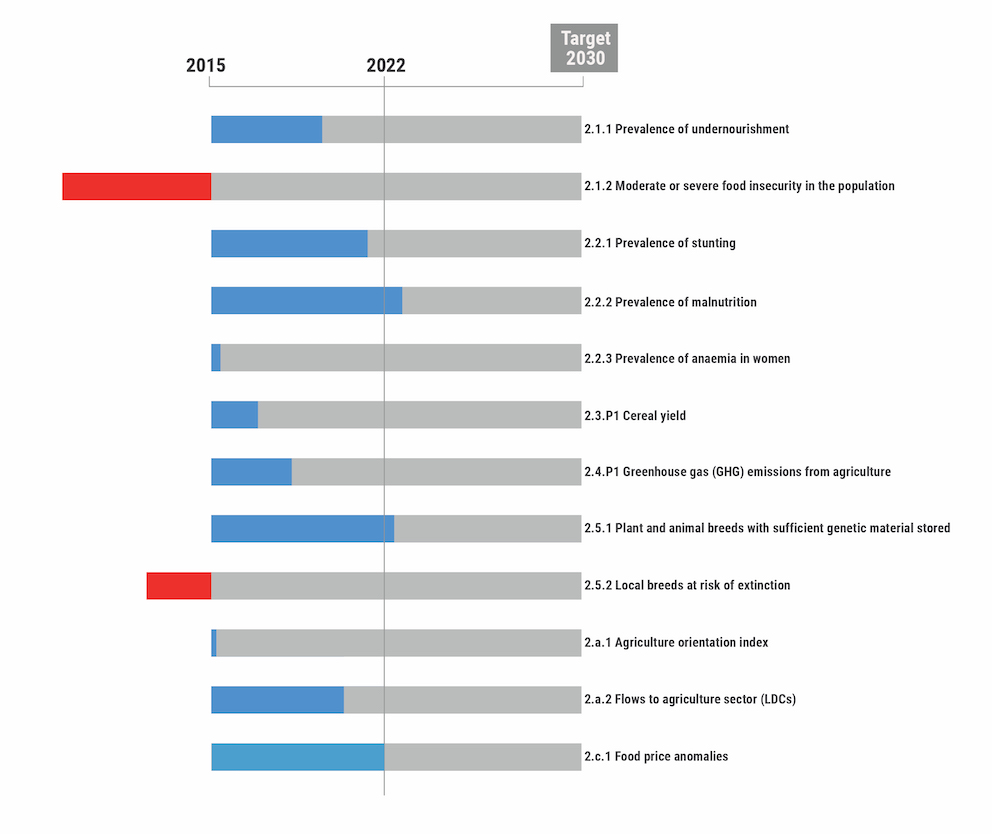 Target
2030
2015
2022
2.1.1 Prevalence of undernourishment
2.1.2 Moderate or severe food insecurity in the population
2.2.1 Prevalence of stunting
2.2.2 Prevalence of malnutrition
2.2.3 Prevalence of anaemia in women
2.3.P1 Cereal yield
2.4.P1 Greenhouse gas (GHG) emissions from agriculture
2.5.1 Plant and animal breeds with sufficient genetic material stored
2.5.2 Local breeds at risk of extinction
2.a.1 Agriculture orientation index
2.a.2 Flows to agriculture sector (LDCs)
2.c.1 Food price anomalies